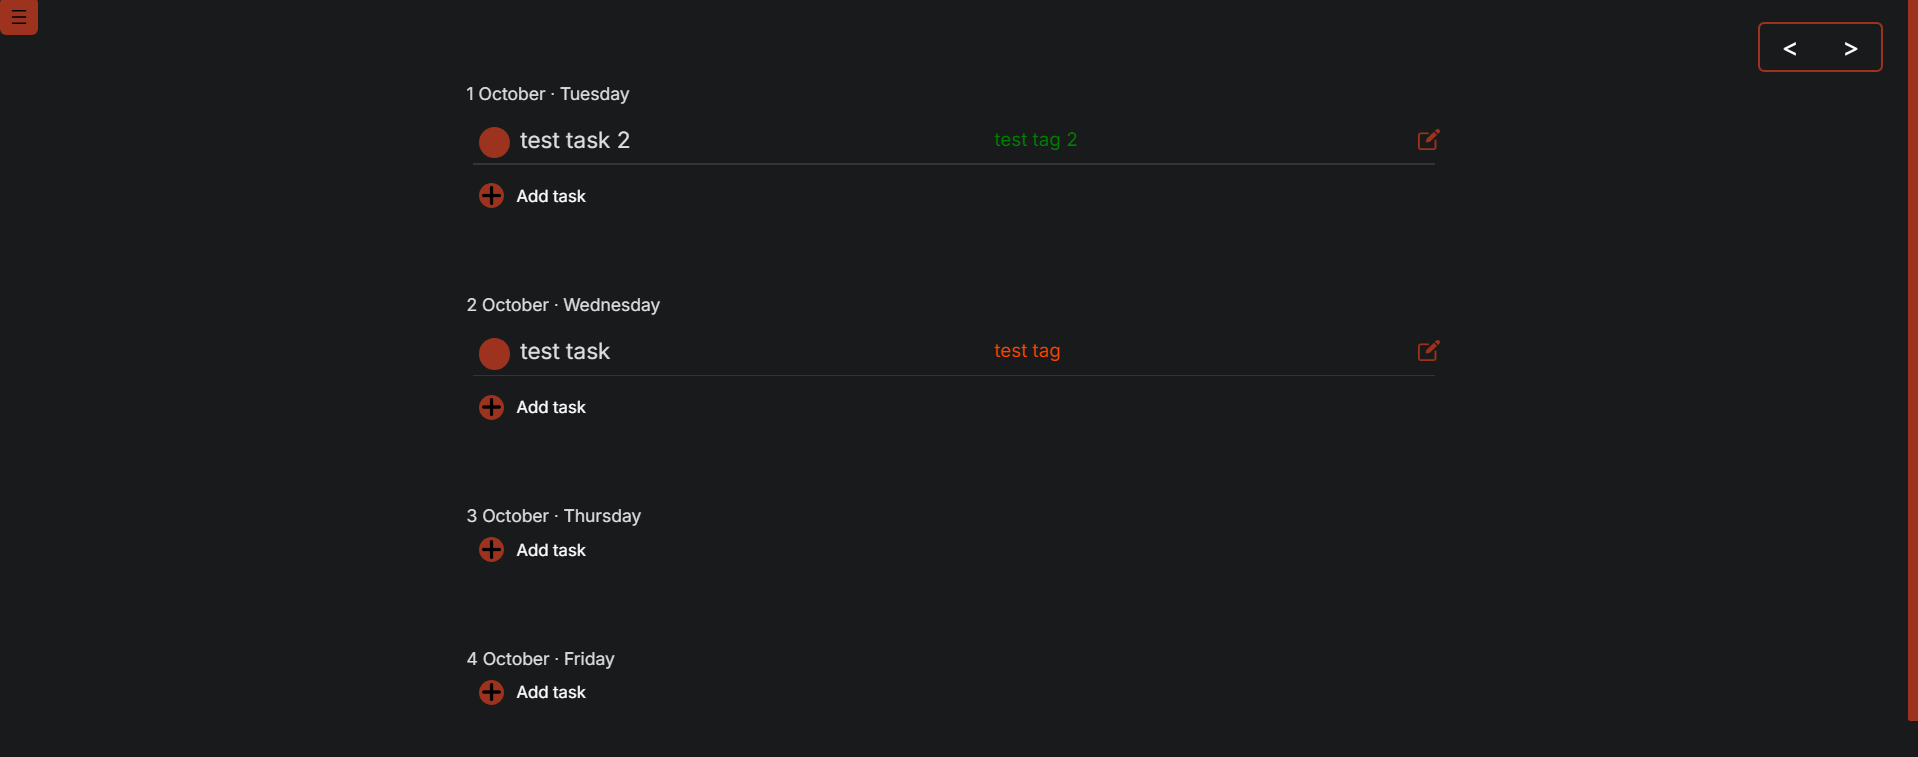 < >
1 October · Tuesday
test task 2 test tag 2
Add task
2 October · Wednesday
test task test tag
Add task
3 October · Thursday
Add task
4 October · Friday
Add task